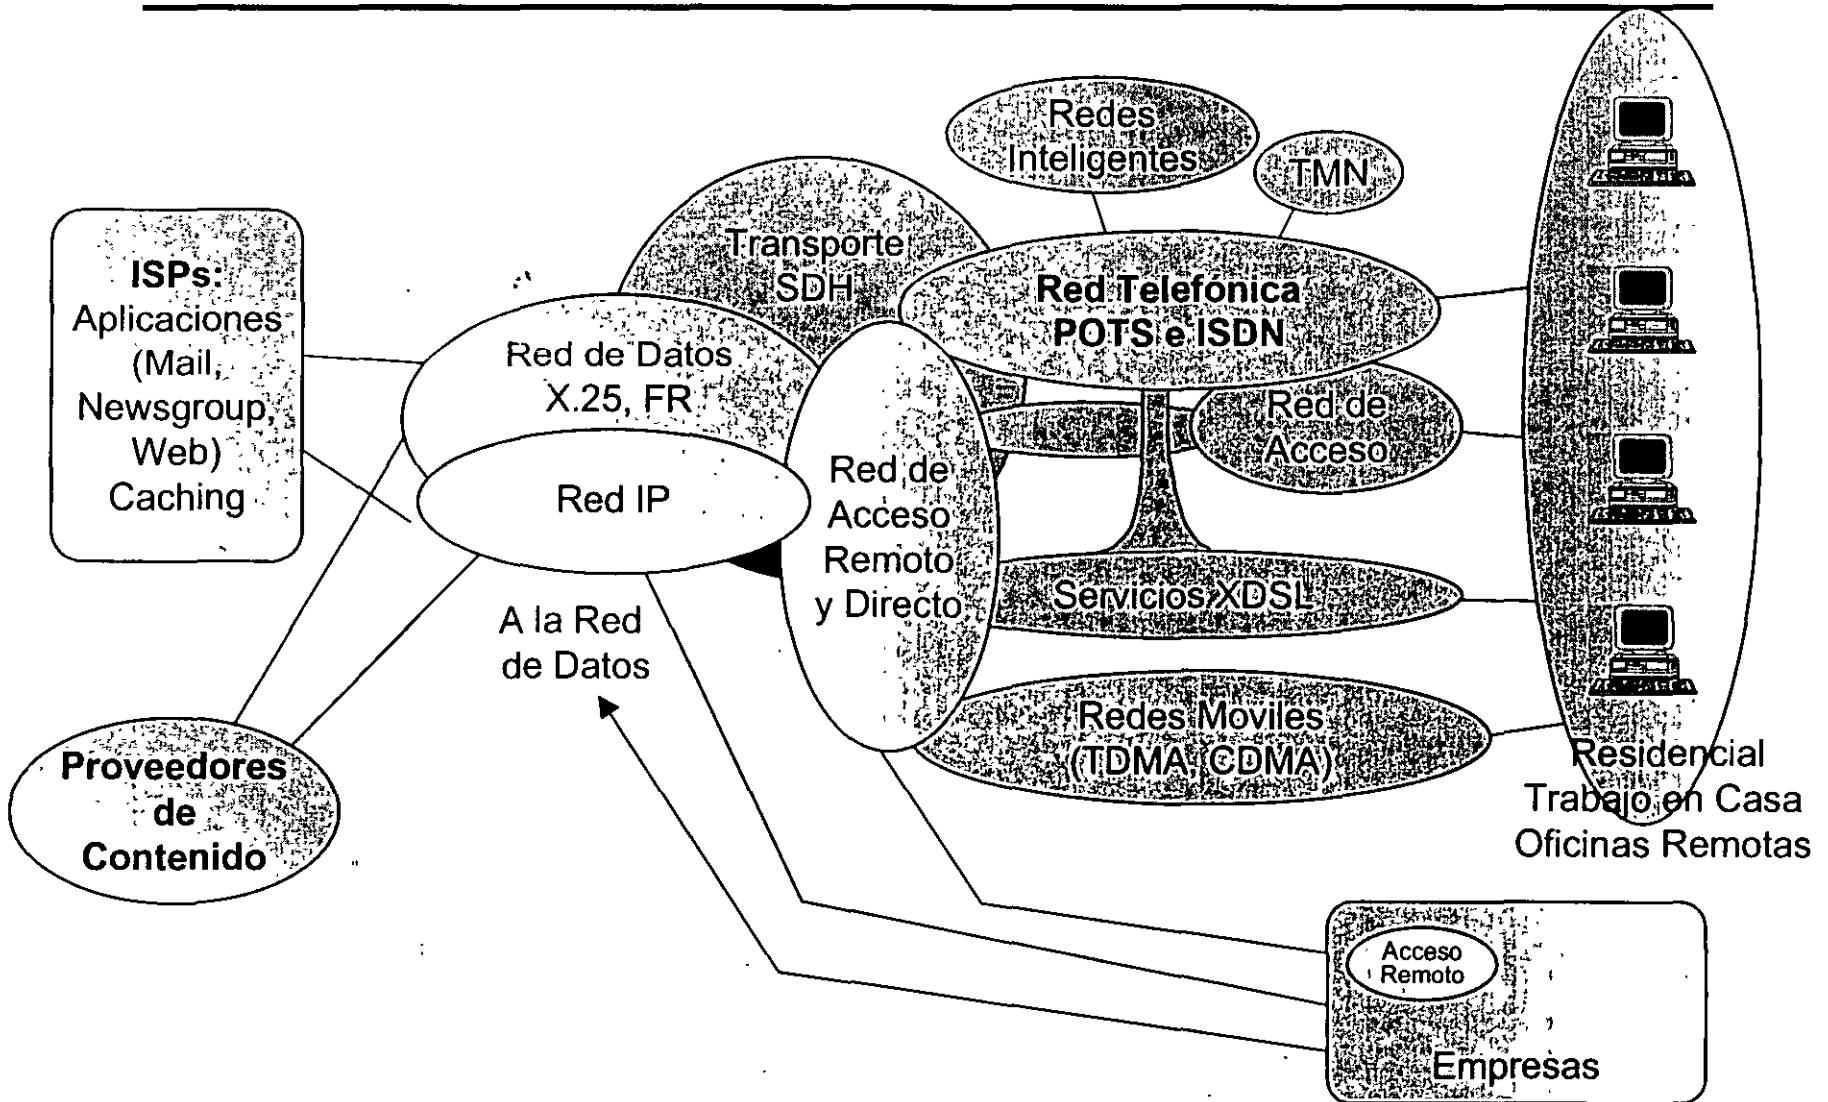 Redes
Inteligentes
TMN
Transporte
SDH
Red Telefónica
POTS e ISDN
ISPs:
Aplicaciones
(Mail,
Newsgroup,
Web)
Caching
Red de Datos
X.25, FR
Red IP
Red de
Acceso
Remoto
y Directo
Red de
Acceso
Servicios XDSL
A la Red
de Datos
Redes Moviles
(TDMA, CDMA)
Proveedores
de
Contenido
Residencial
Trabajo en Casa
Oficinas Remotas
Acceso
Remoto
Empresas